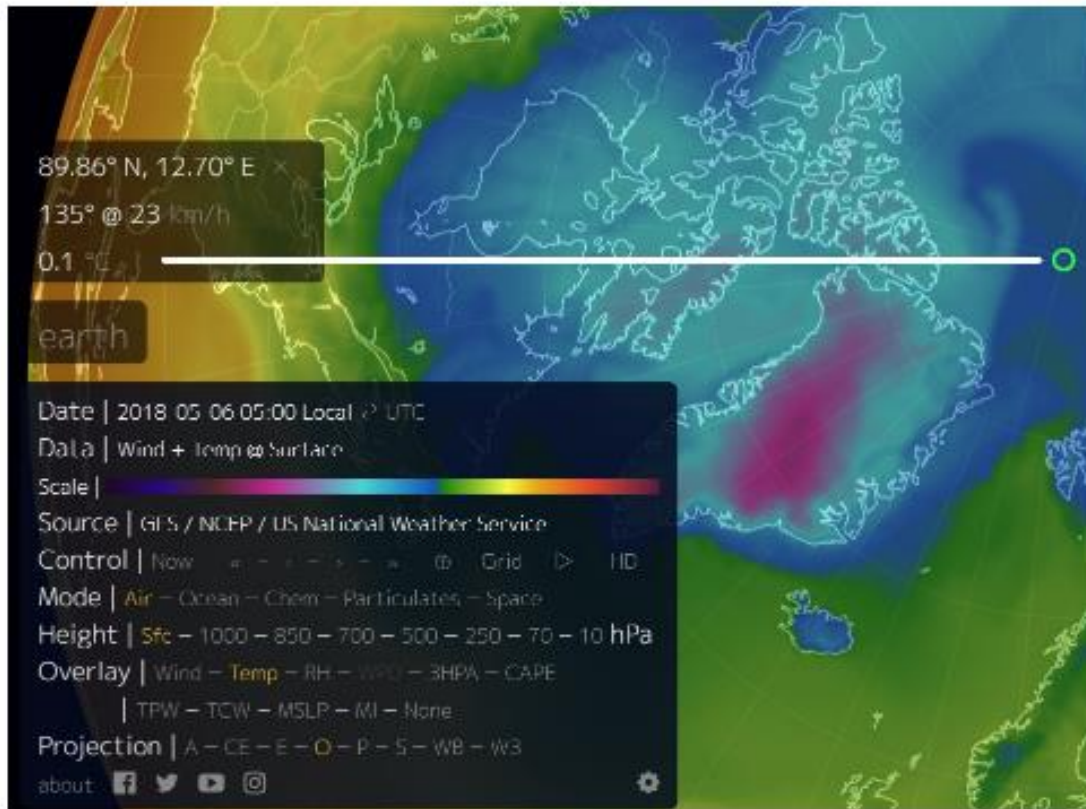 89.86° N, 12.70° E ×
135° @ 23 km/h
0.1 °C
earth
Date | 2018-05-06 05:00 Local ⇄ UTC
Data | Wind + Temp @ Surface
Scale |
Source | GFS / NCEP / US National Weather Service
Control | Now « – ‹ – › – » ⊕ Grid ▷ HD
Mode | Air – Ocean – Chem – Particulates – Space
Height | Sfc – 1000 – 850 – 700 – 500 – 250 – 70 – 10 hPa
Overlay | Wind – Temp – RH – WPD – 3HPA – CAPE
| TPW – TCW – MSLP – MI – None
Projection | A – CE – E – O – P – S – WB – W3
about